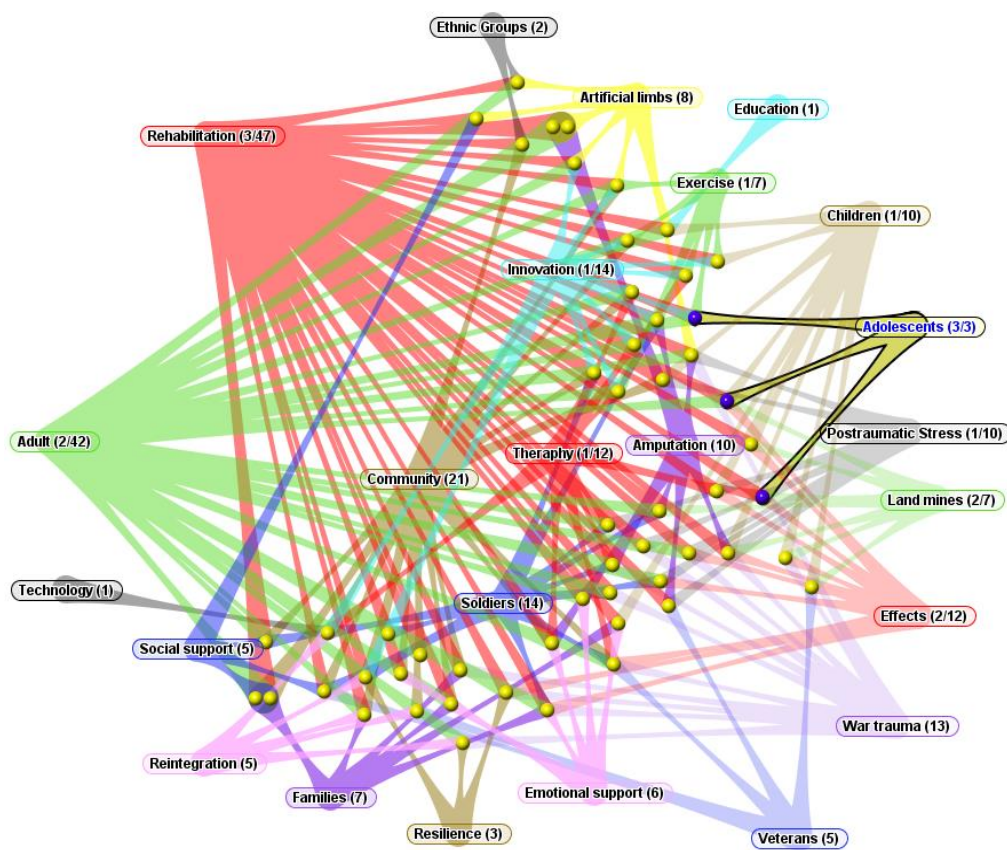 Ethnic Groups (2)
Artificial limbs (8)
Education (1)
Rehabilitation (3/47)
Exercise (1/7)
Children (1/10)
Innovation (1/14)
Adolescents (3/3)
Adult (2/42)
Postraumatic Stress (1/10)
Amputation (10)
Theraphy (1/12)
Community (21)
Land mines (2/7)
Technology (1)
Soldiers (14)
Effects (2/12)
Social support (5)
War trauma (13)
Reintegration (5)
Families (7)
Emotional support (6)
Resilience (3)
Veterans (5)